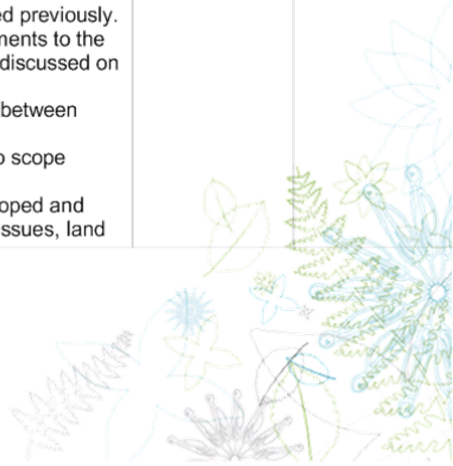 ed previously.
ments to the
discussed on
between
o scope
oped and
ssues, land